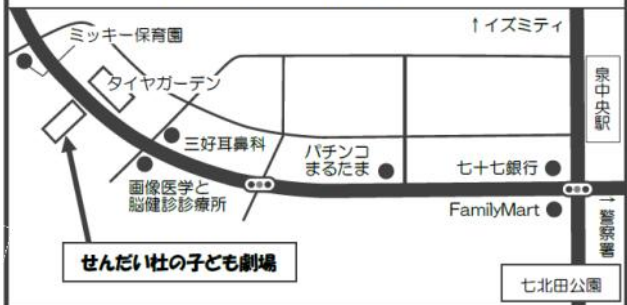 ↑イズミティ
ミッキー保育園
タイヤガーデン
泉中央駅
三好耳鼻科
パチンコ
まるたま
七十七銀行
画像医学と
脳健診診療所
FamilyMart
↑警察署
せんだい杜の子ども劇場
七北田公園